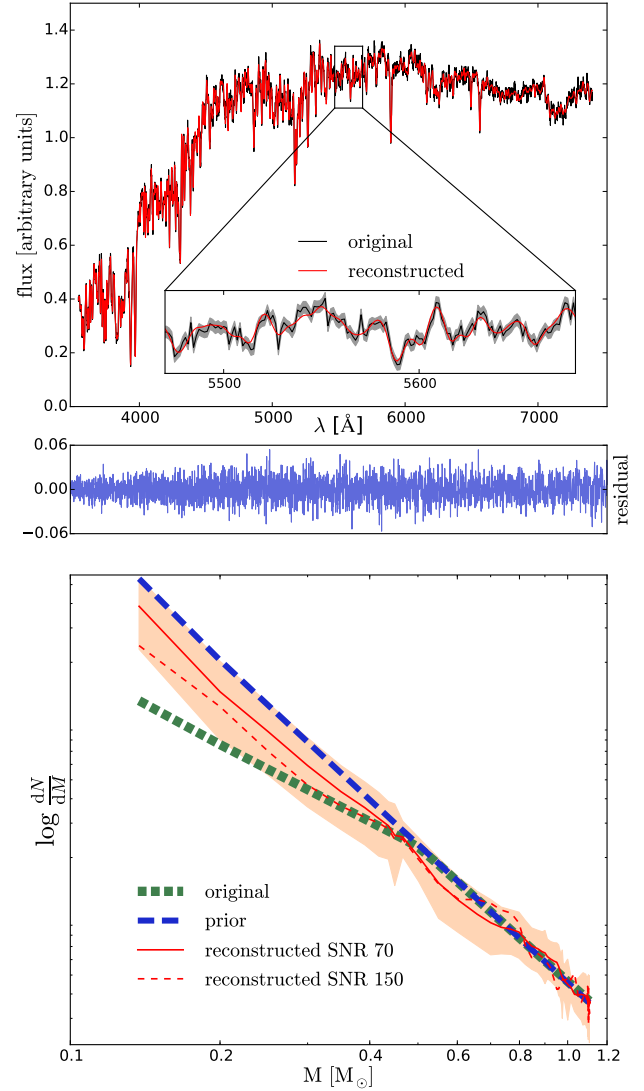 1.4
1.2
1.0
0.8
0.6
0.4
0.2
0.0
flux [arbitrary units]
original
reconstructed
5500 5600
4000 5000 6000 7000
λ [Å]
0.06
0.00
−0.06
residual
log dN/dM
original
prior
reconstructed SNR 70
reconstructed SNR 150
0.1 0.2 0.4 0.6 0.8 1.0 1.2
M [M⊙]